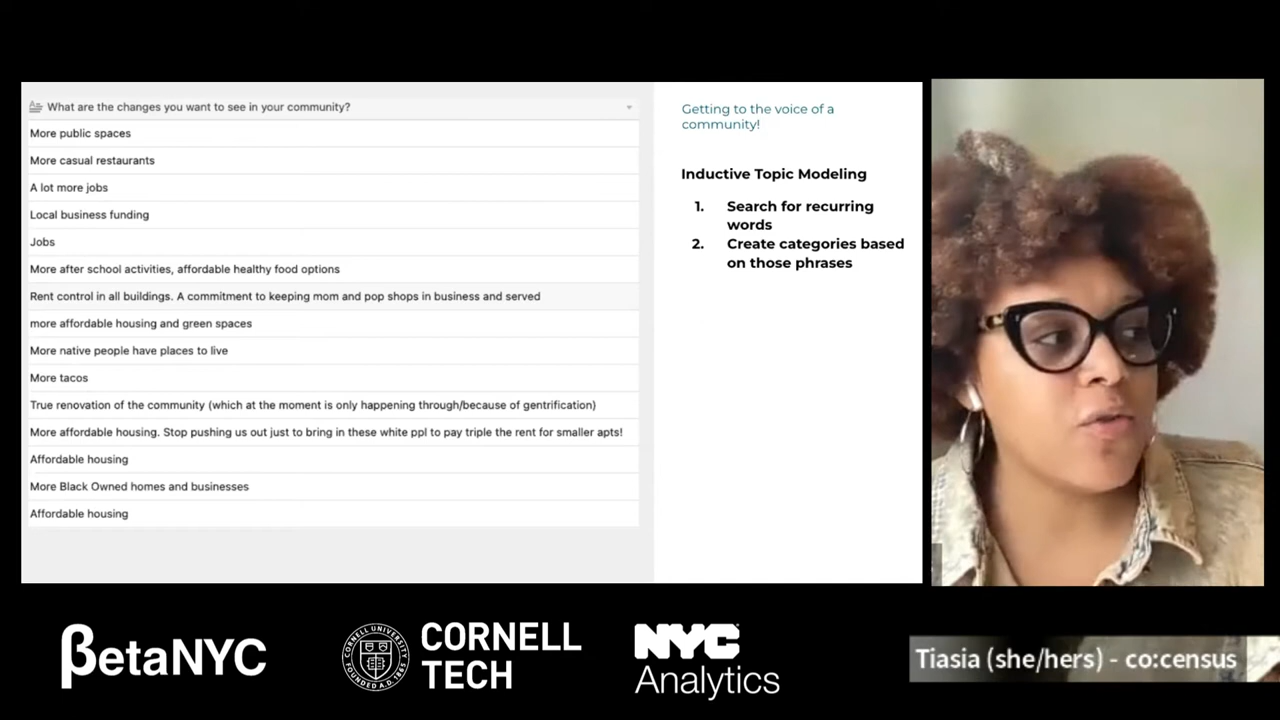 What are the changes you want to see in your community?
More public spaces
More casual restaurants
A lot more jobs
Local business funding
Jobs
More after school activities, affordable healthy food options
Rent control in all buildings. A commitment to keeping mom and pop shops in business and served
more affordable housing and green spaces
More native people have places to live
More tacos
True renovation of the community (which at the moment is only happening through/because of gentrification)
More affordable housing. Stop pushing us out just to bring in these white ppl to pay triple the rent for smaller apts!
Affordable housing
More Black Owned homes and businesses
Affordable housing
Getting to the voice of a
community!
Inductive Topic Modeling
1. Search for recurring
words
2. Create categories based
on those phrases
βetaNYC
CORNELL UNIVERSITY
FOUNDED A.D. 1865
CORNELL
TECH
NYC
Analytics
Tiasia (she/hers) - co:census